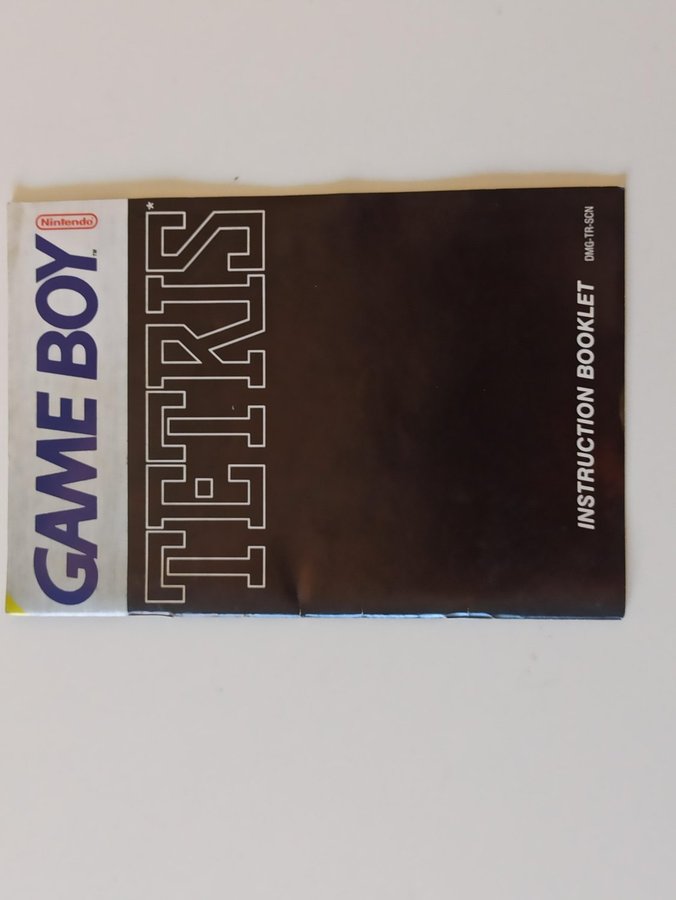 Nintendo
GAME BOY™
TETRIS*
INSTRUCTION BOOKLET
DMG-TR-SCN